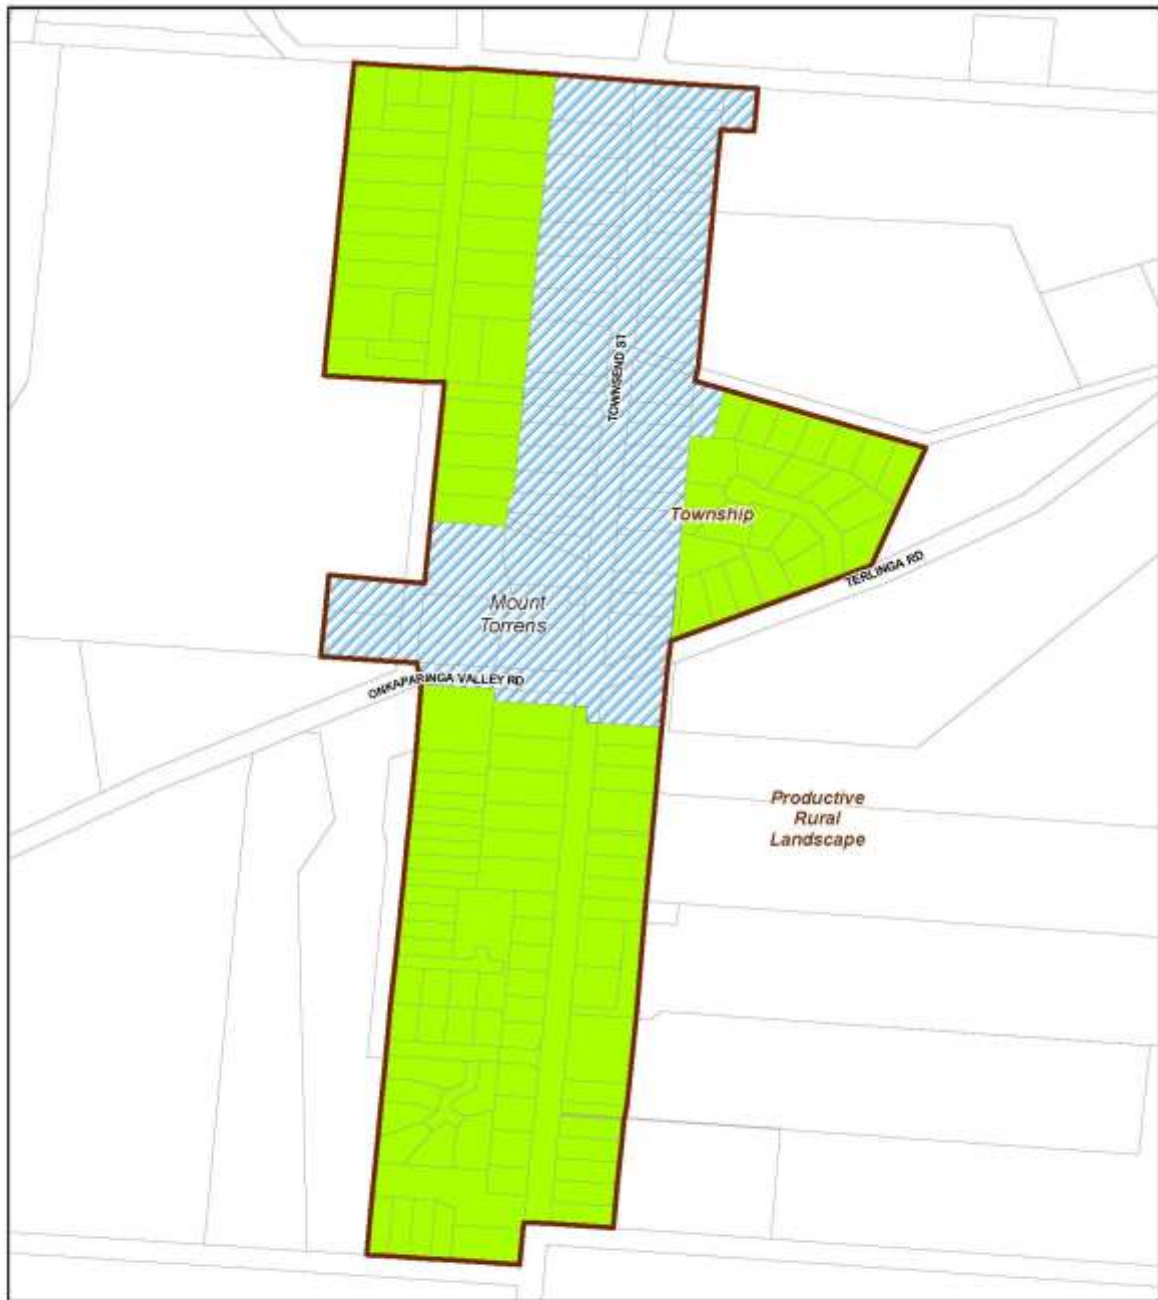 TOWNSEND ST
Township
TERLINGA RD
Mount
Torrens
ONKAPARINGA VALLEY RD
Productive
Rural
Landscape